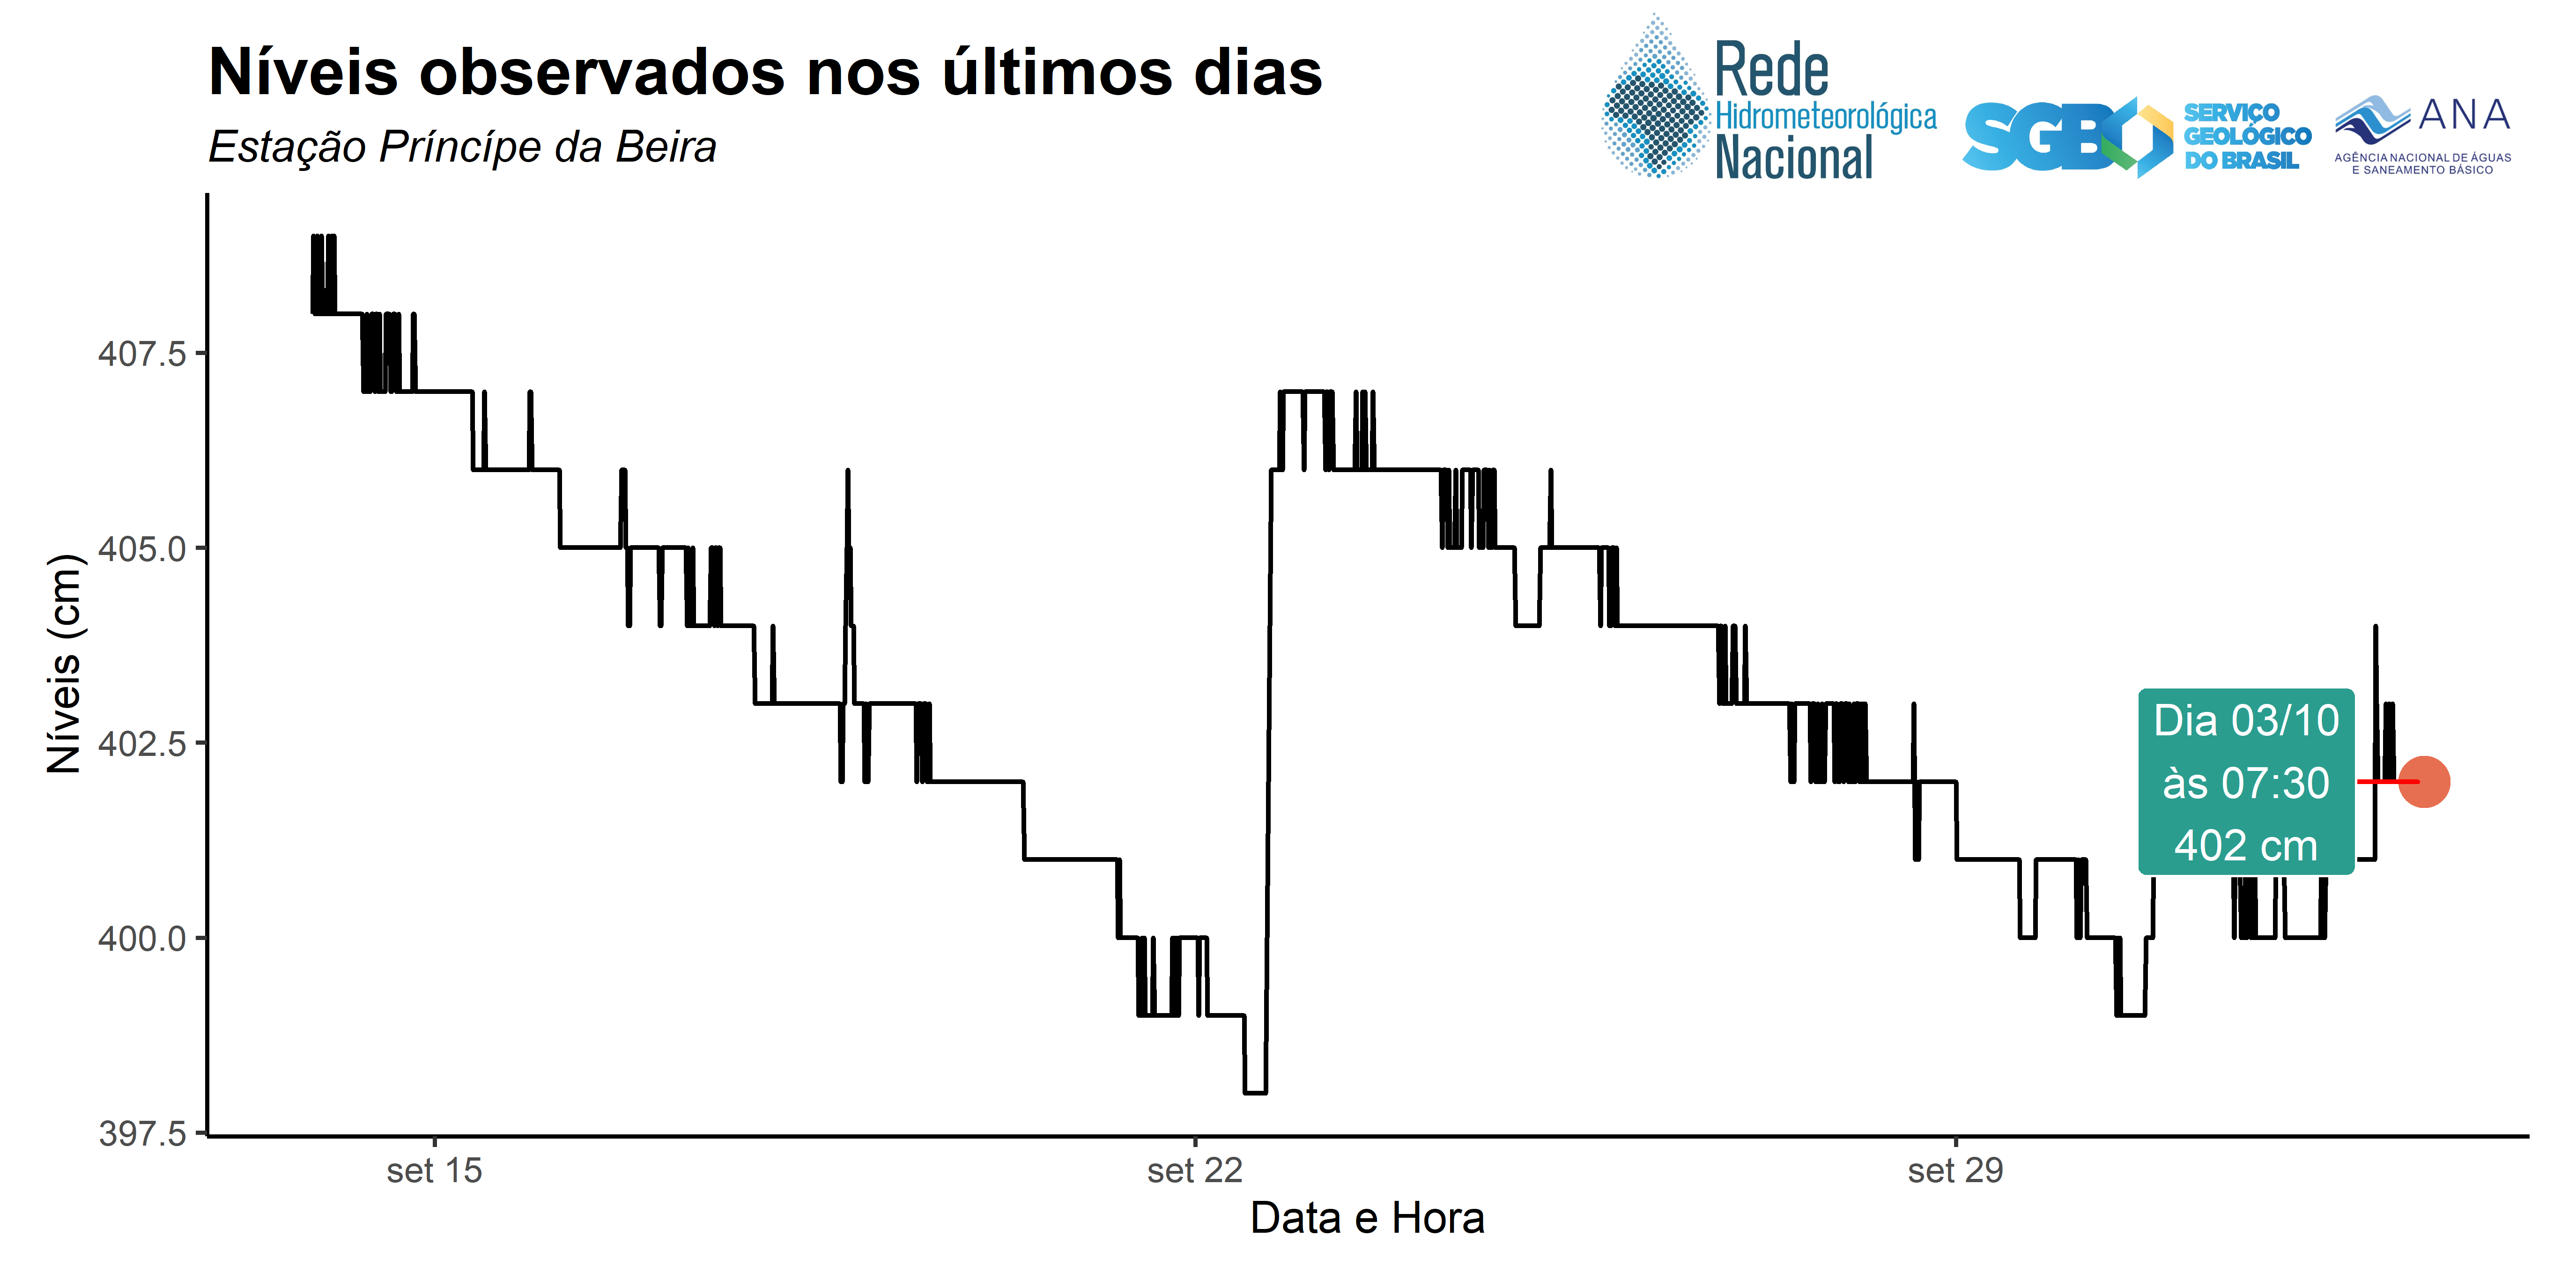 Níveis observados nos últimos dias
Estação Príncípe da Beira
Rede
Hidrometeorológica
Nacional
SGB
SERVIÇO
GEOLÓGICO
DO BRASIL
ANA
AGÊNCIA NACIONAL DE ÁGUAS
E SANEAMENTO BÁSICO
Níveis (cm)
407.5
405.0
402.5
400.0
397.5
Dia 03/10
às 07:30
402 cm
set 15
set 22
set 29
Data e Hora